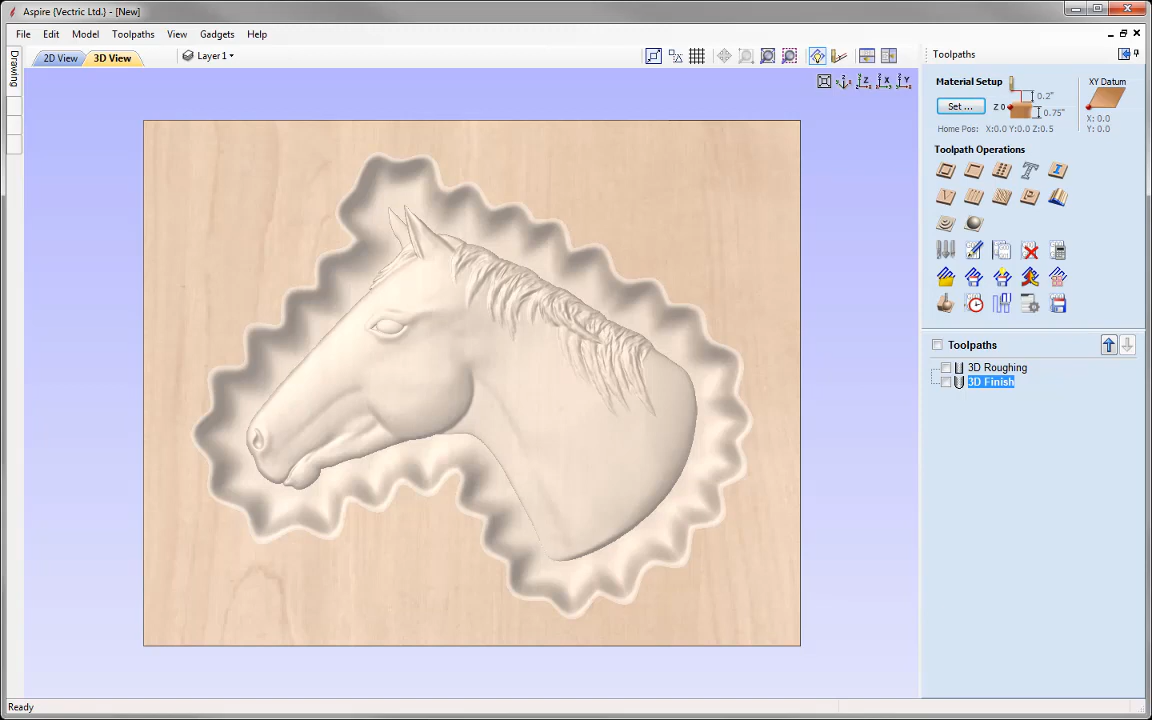 Aspire {Vectric Ltd.} - [New]
File Edit Model Toolpaths View Gadgets Help
2D View 3D View Layer 1
Drawing
Toolpaths
Material Setup
Set ...
Z 0
0.2"
0.75"
Home Pos: X:0.0 Y:0.0 Z:0.5
XY Datum
X: 0.0
Y: 0.0
Toolpath Operations
Toolpaths
3D Roughing
3D Finish
Ready